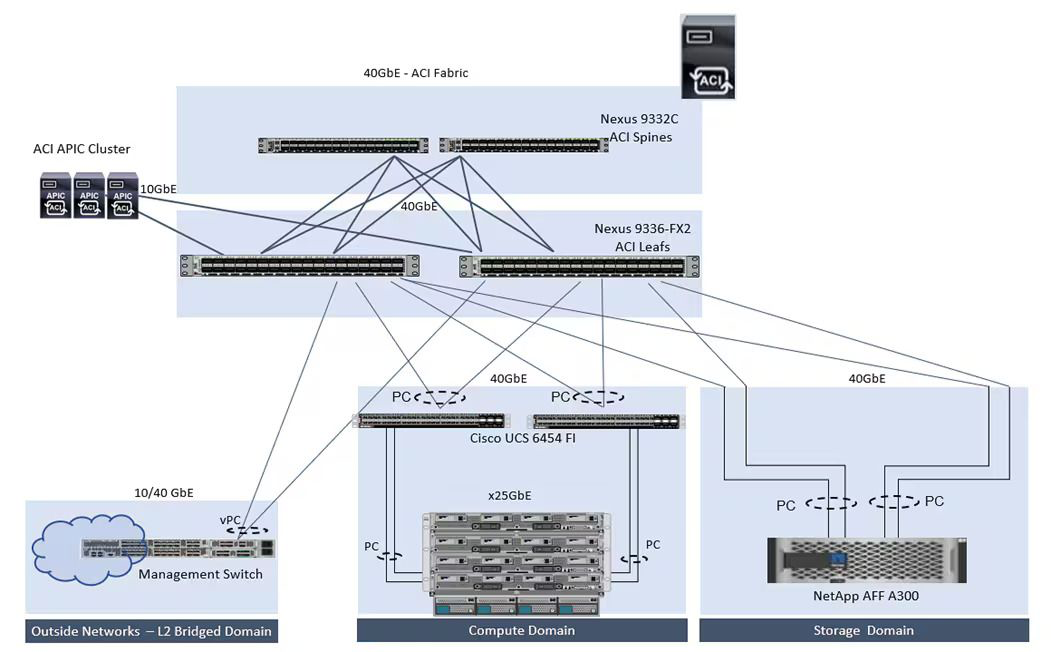 ACI
40GbE - ACI Fabric
Nexus 9332C
ACI Spines
ACI APIC Cluster
APIC
ACI
APIC
ACI
APIC
ACI
10GbE
40GbE
Nexus 9336-FX2
ACI Leafs
40GbE
40GbE
PC
PC
Cisco UCS 6454 FI
10/40 GbE
x25GbE
PC
PC
vPC
PC
PC
Management Switch
NetApp AFF A300
Outside Networks – L2 Bridged Domain
Compute Domain
Storage Domain